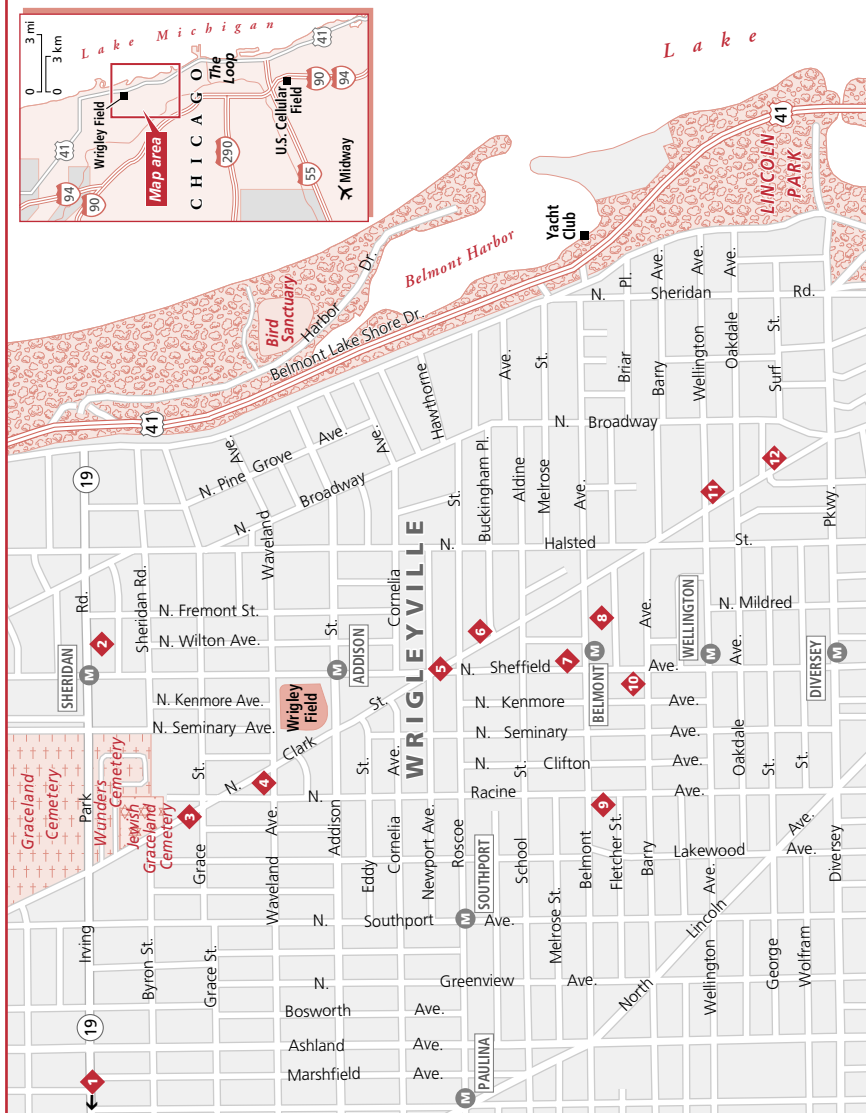 3 mi
3 km
0
0
Lake Michigan
41
41
Wrigley Field
The
Loop
CHICAGO
Map area
94
90
90
94
290
U.S. Cellular
Field
55
Midway
Lake
LINCOLN
PARK
41
Yacht
Club
Belmont Harbor
Bird
Sanctuary
Harbor Dr.
Belmont Lake Shore Dr.
41
19
N. Pine Grove Ave.
N. Broadway
Ave.
Waveland
Ave.
Hawthorne
N. Broadway
N. Sheridan Rd.
Pl.
Briar
Ave.
Barry
Ave.
Wellington
Ave.
Oakdale
St.
Surf
Ave.
St.
St.
Buckingham Pl.
Aldine
Melrose
Ave.
N. Halsted St.
Pkwy.
11
12
Rd.
Sheridan Rd.
N. Fremont St.
N. Wilton Ave.
2
SHERIDAN
M
St.
Cornelia
M
ADDISON
WRIGLEYVILLE
5
6
7
8
N. Sheffield Ave.
M
BELMONT
10
Ave.
WELLINGTON
M
N. Mildred
Ave.
DIVERSEY
M
N. Kenmore Ave.
N. Seminary Ave.
Wrigley
Field
N. Clark St.
N. Kenmore Ave.
N. Seminary Ave.
N. Clifton Ave.
N. Racine Ave.
Oakdale
St.
St.
Graceland
Cemetery
Wunders
Cemetery
Jewish
Graceland
Cemetery
Park
St.
3
4
9
Grace
Ave.
Waveland
Addison
St.
Eddy
Ave.
Cornelia
Newport Ave.
Roscoe
St.
School
Belmont
Fletcher St.
Barry
Lakewood Ave.
Ave.
Diversey
SOUTHPORT
M
N. Southport Ave.
Melrose St.
North Lincoln Ave.
Irving
Byron St.
Grace St.
N. Greenview Ave.
Wellington
George
Wolfram
19
Bosworth Ave.
Ashland Ave.
Marshfield Ave.
1
M
PAULINA